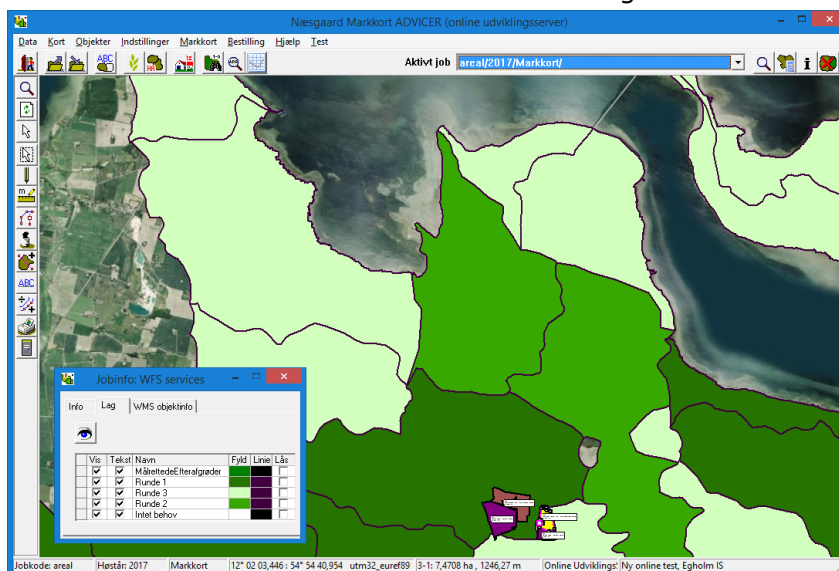 Næsgaard Markkort ADVICER (online udviklingsserver)
Data Kort Objekter Indstillinger Markkort Bestilling Hjælp Test
Aktivt job areal/2017/Markkort/
ABC
m
ABC
Jobinfo: WFS services
Info Lag WMS objektinfo
Vis Tekst Navn Fyld Linie Lås
MålrettedeEfterafgrøder
Runde 1
Runde 3
Runde 2
Intet behov
Jobkode: areal Høstår: 2017 Markkort 12° 02 03,446 : 54° 54 40,954 utm32_euref89 3-1: 7,4708 ha , 1246,27 m Online Udviklings: Ny online test, Egholm IS